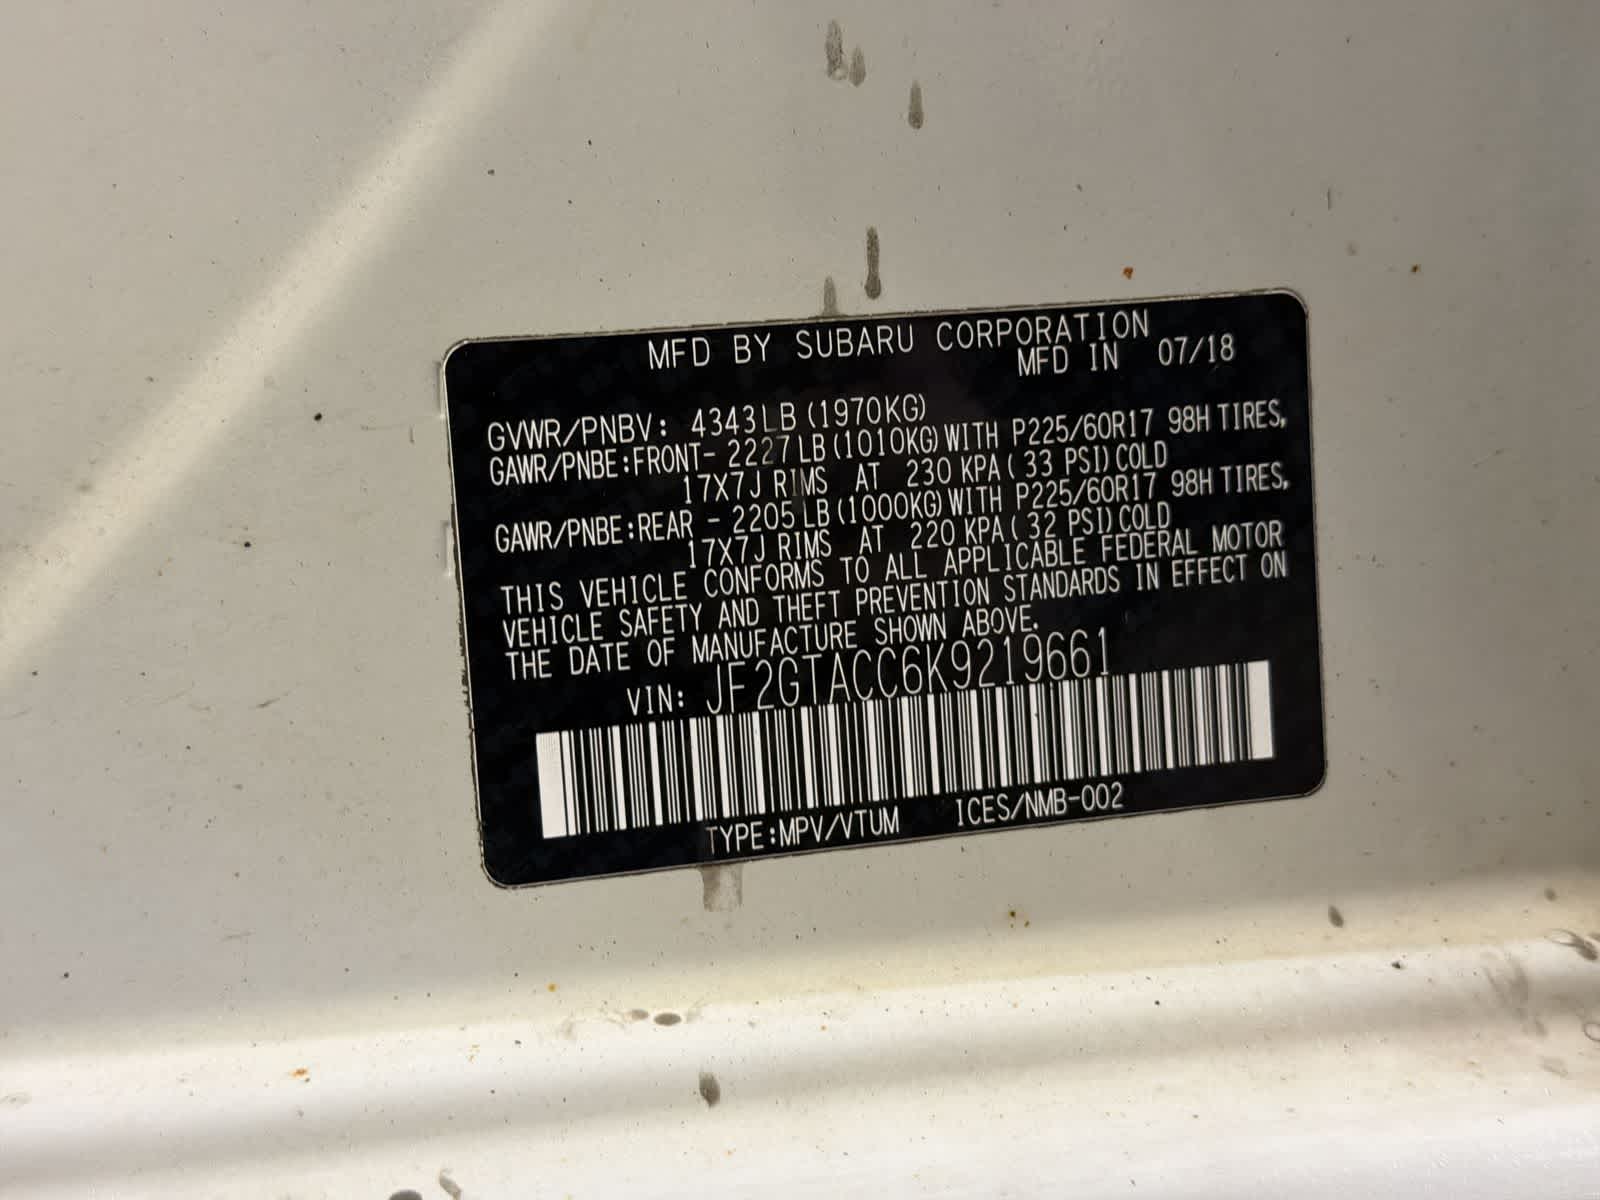 MFD BY SUBARU CORPORATION
MFD IN 07/18
GVWR/PNBV: 4343LB(1970KG)
GAWR/PNBE:FRONT- 2227LB(1010KG)WITH P225/60R17 98H TIRES,
17X7J RIMS AT 230 KPA( 33 PSI)COLD
GAWR/PNBE:REAR - 2205LB(1000KG)WITH P225/60R17 98H TIRES,
17X7J RIMS AT 220 KPA( 32 PSI)COLD
THIS VEHICLE CONFORMS TO ALL APPLICABLE FEDERAL MOTOR
VEHICLE SAFETY AND THEFT PREVENTION STANDARDS IN EFFECT ON
THE DATE OF MANUFACTURE SHOWN ABOVE.
VIN: JF2GTACC6K9219661
TYPE:MPV/VTUM ICES/NMB-002